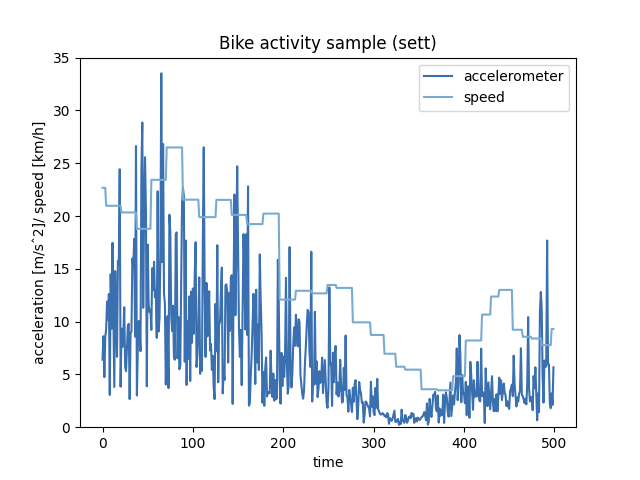 Bike activity sample (sett)
accelerometer
speed
acceleration [m/s^2]/ speed [km/h]
35
30
25
20
15
10
5
0
0 100 200 300 400 500
time